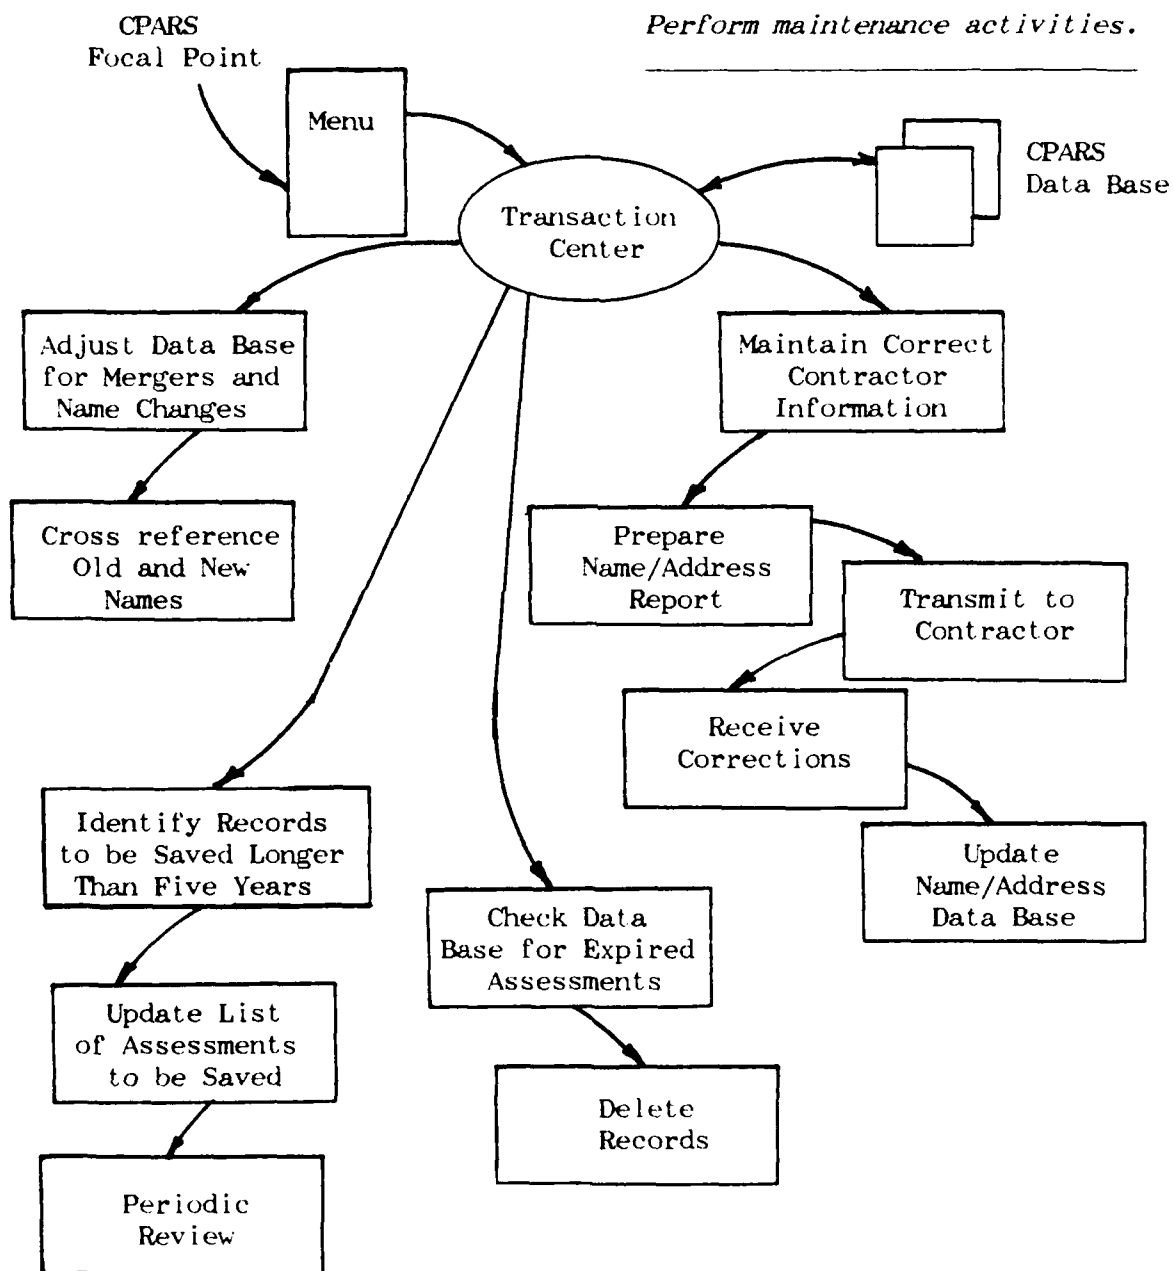 CPARS
Focal Point
Perform maintenance activities.
Menu
CPARS
Data Base
Transaction
Center
Adjust Data Base
for Mergers and
Name Changes
Maintain Correct
Contractor
Information
Cross reference
Old and New
Names
Prepare
Name/Address
Report
Transmit to
Contractor
Receive
Corrections
Identify Records
to be Saved Longer
Than Five Years
Update
Name/Address
Data Base
Check Data
Base for Expired
Assessments
Update List
of Assessments
to be Saved
Delete
Records
Periodic
Review